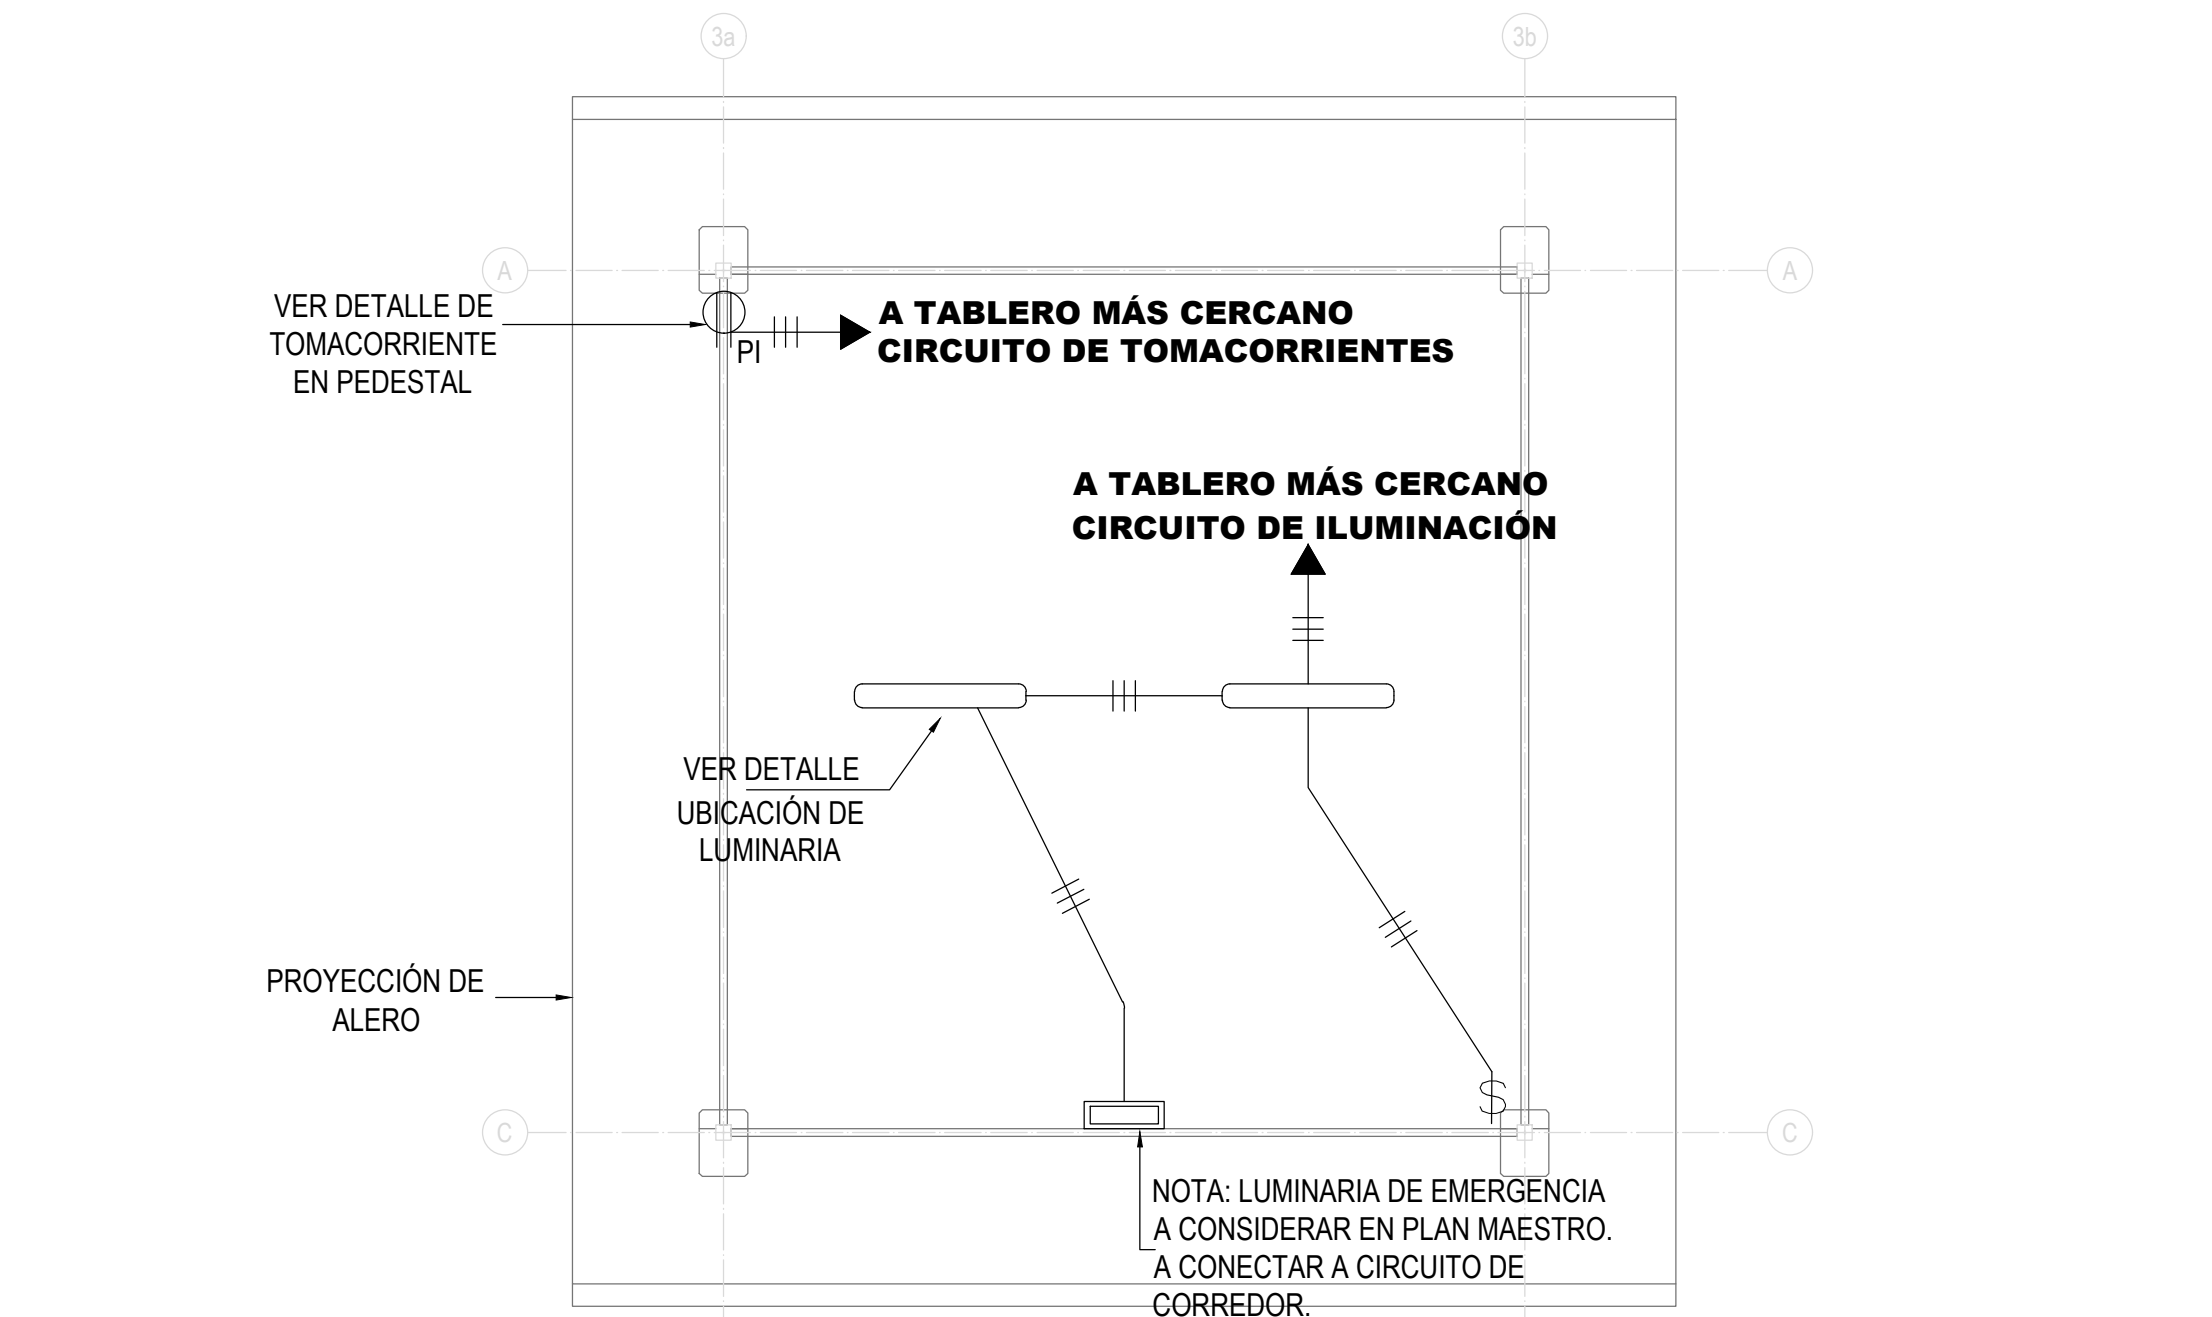 3a
3b
A
A
VER DETALLE DE
TOMACORRIENTE
EN PEDESTAL
PI
A TABLERO MÁS CERCANO
CIRCUITO DE TOMACORRIENTES
A TABLERO MÁS CERCANO
CIRCUITO DE ILUMINACIÓN
VER DETALLE
UBICACIÓN DE
LUMINARIA
PROYECCIÓN DE
ALERO
$
C
C
NOTA: LUMINARIA DE EMERGENCIA
A CONSIDERAR EN PLAN MAESTRO.
A CONECTAR A CIRCUITO DE
CORREDOR.